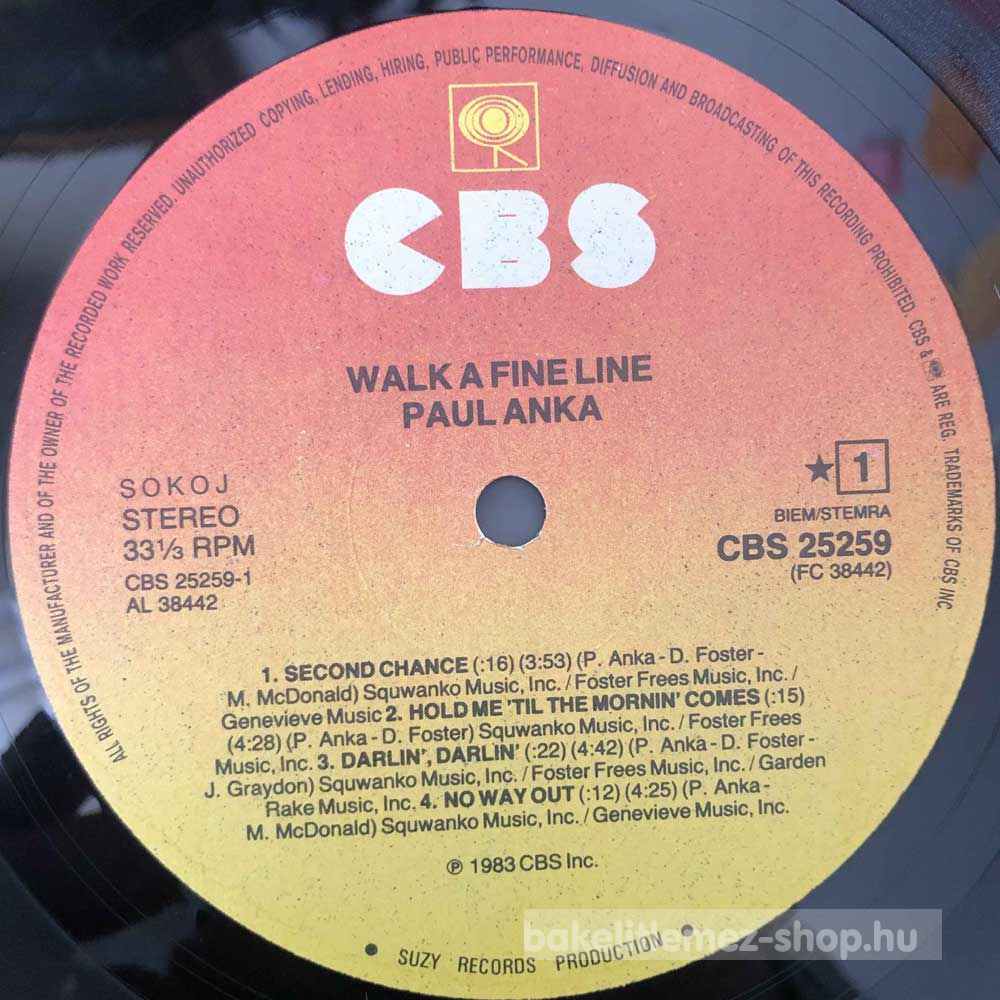 ALL RIGHTS OF THE MANUFACTURER AND OF THE OWNER OF THE RECORDED WORK RESERVED. UNAUTHORIZED COPYING, LENDING, HIRING, PUBLIC PERFORMANCE, DIFFUSION AND BROADCASTING OF THIS RECORDING PROHIBITED. CBS & ARE REG. TRADEMARKS OF CBS INC
CBS
WALK A FINE LINE
PAUL ANKA
SOKOJ
STEREO
33⅓ RPM
CBS 25259-1
AL 38442
★ 1
BIEM/STEMRA
CBS 25259
(FC 38442)
1. SECOND CHANCE (:16) (3:53) (P. Anka - D. Foster -
M. McDonald) Squwanko Music, Inc. / Foster Frees Music, Inc. /
Genevieve Music 2. HOLD ME 'TIL THE MORNIN' COMES (:15)
(4:28) (P. Anka - D. Foster) Squwanko Music, Inc. / Foster Frees
Music, Inc. 3. DARLIN', DARLIN' (:22) (4:42) (P. Anka - D. Foster -
J. Graydon) Squwanko Music, Inc. / Foster Frees Music, Inc. / Garden
Rake Music, Inc. 4. NO WAY OUT (:12) (4:25) (P. Anka -
M. McDonald) Squwanko Music, Inc. / Genevieve Music, Inc.
℗ 1983 CBS Inc.
• SUZY RECORDS PRODUCTION •
bakelitlemez-shop.hu